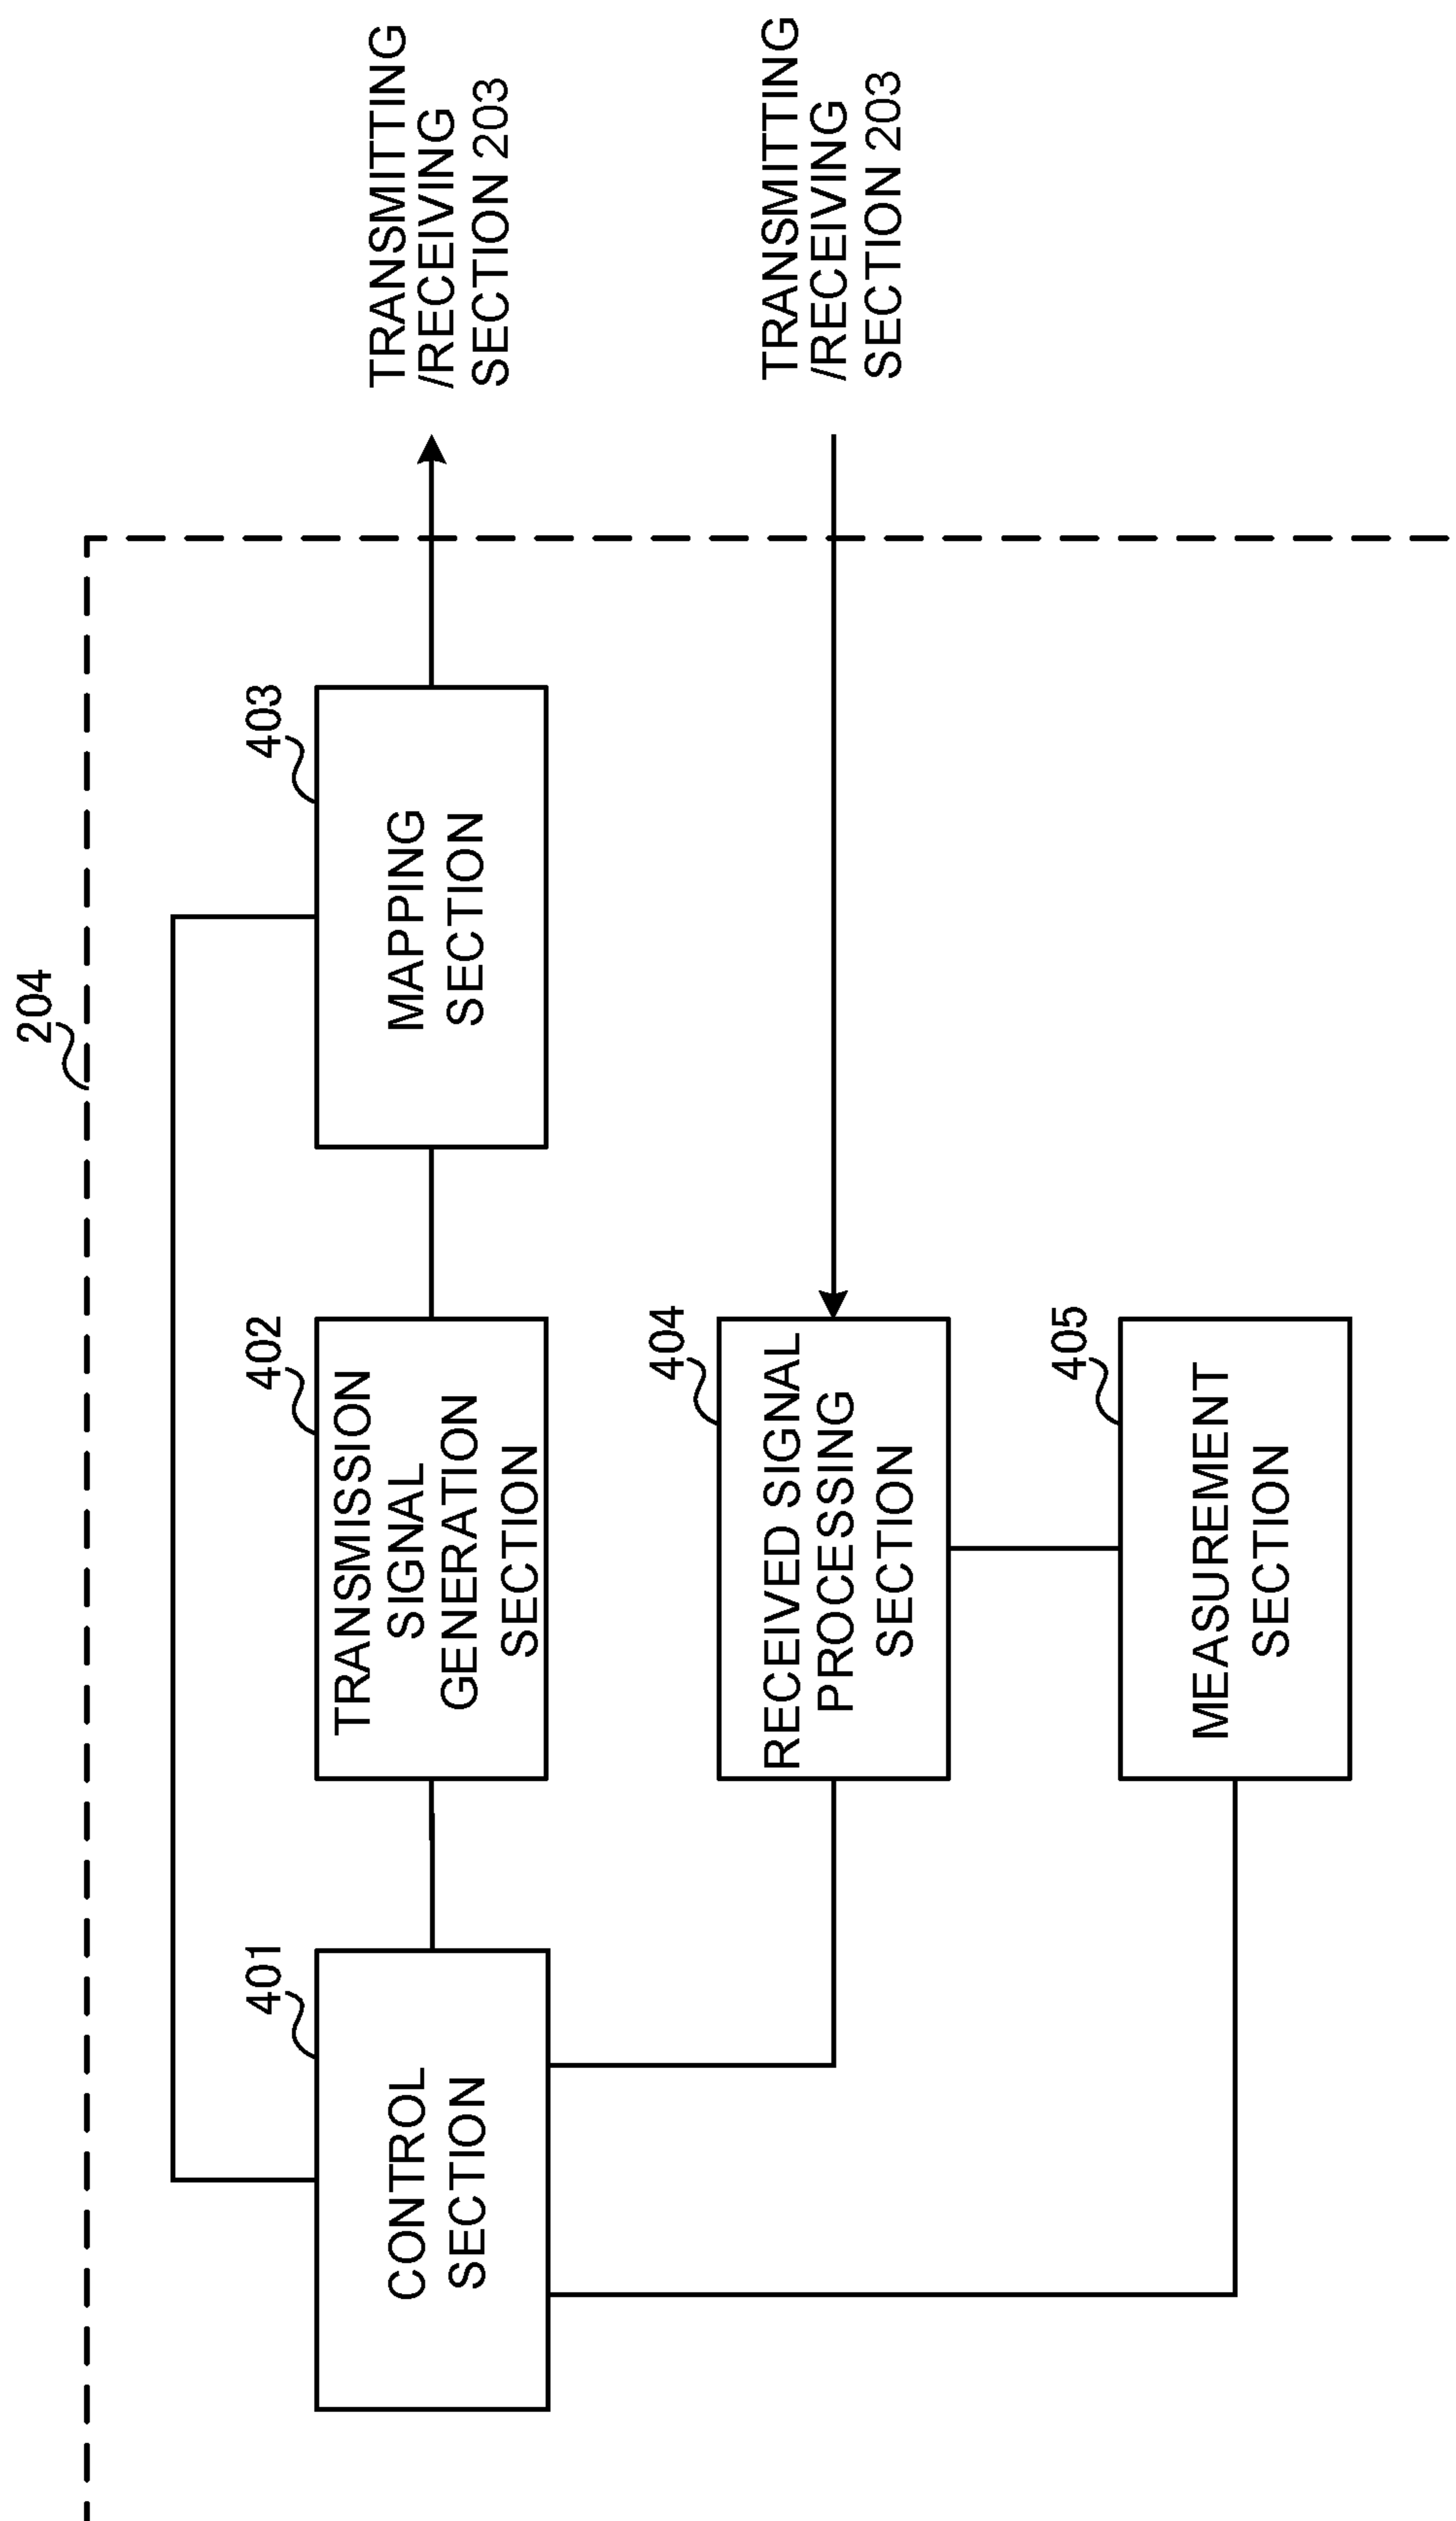 204
401
CONTROL
SECTION
402
TRANSMISSION
SIGNAL
GENERATION
SECTION
403
MAPPING
SECTION
TRANSMITTING
/RECEIVING
SECTION 203
404
RECEIVED SIGNAL
PROCESSING
SECTION
TRANSMITTING
/RECEIVING
SECTION 203
405
MEASUREMENT
SECTION